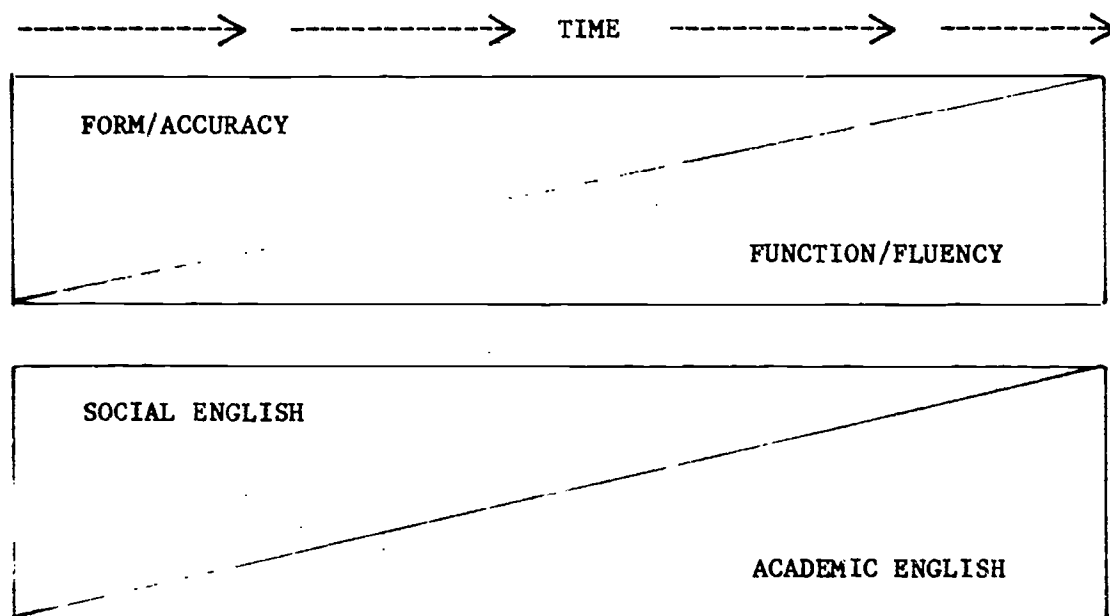 TIME
FORM/ACCURACY
FUNCTION/FLUENCY
SOCIAL ENGLISH
ACADEMIC ENGLISH